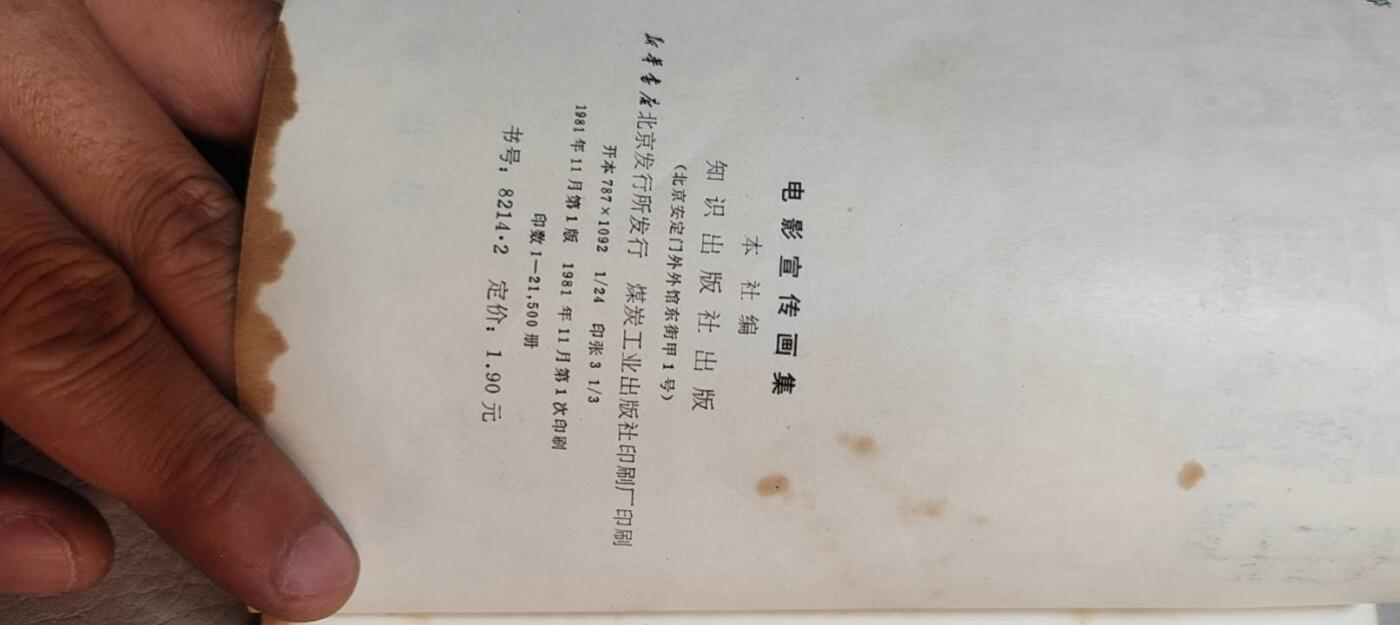 电影宣传画集
本社编
知识出版社出版
(北京安定门外外馆东街甲1号)
新华书店北京发行所发行 煤炭工业出版社印刷厂印刷
开本787×1092 1/24 印张3 1/3
1981年11月第1版 1981年11月第1次印刷
印数1—21,500册
书号:8214·2 定价:1.90元